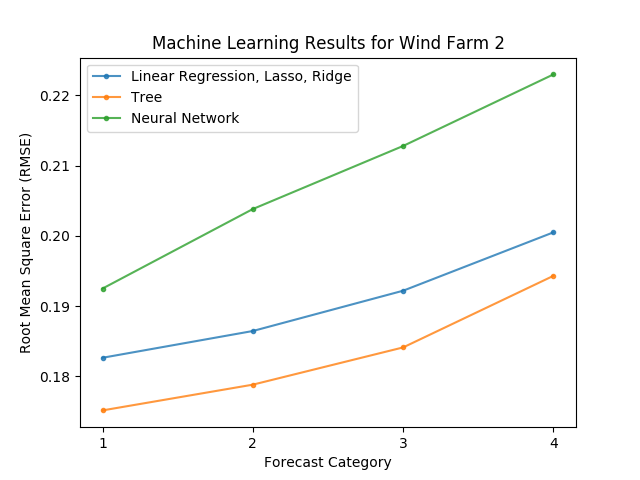 Machine Learning Results for Wind Farm 2
Linear Regression, Lasso, Ridge
Tree
Neural Network
Root Mean Square Error (RMSE)
0.22
0.21
0.20
0.19
0.18
1 2 3 4
Forecast Category